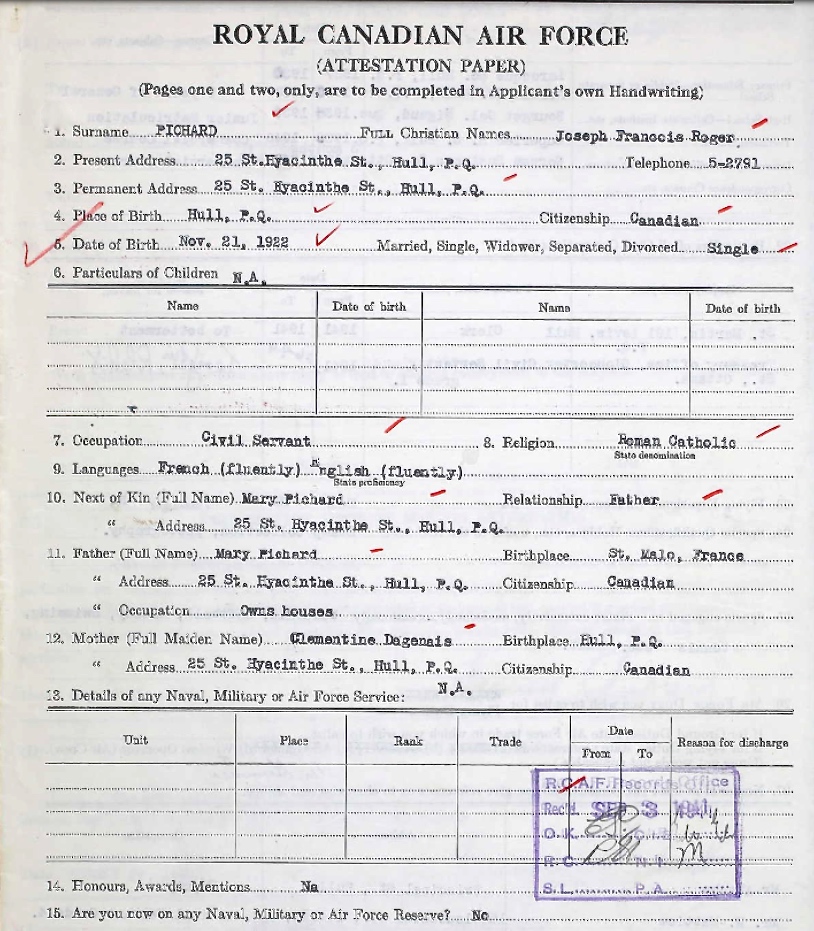 ROYAL CANADIAN AIR FORCE
(ATTESTATION PAPER)
(Pages one and two, only, are to be completed in Applicant's own Handwriting)
1. Surname PICHARD Full Christian Names Joseph Francois Roger
2. Present Address 25 St.Hyacinthe St., Hull, P.Q. Telephone 5-2791
3. Permanent Address 25 St. Hyacinthe St., Hull, P.Q.
4. Place of Birth Hull, P.Q. Citizenship Canadian
5. Date of Birth Nov. 21, 1922 Married, Single, Widower, Separated, Divorced Single
6. Particulars of Children N.A.
Name Date of birth Name Date of birth
7. Occupation Civil Servant 8. Religion Roman Catholic
State denomination
9. Languages French (fluently) English (fluently)
State proficiency
10. Next of Kin (Full Name) Mary Pichard Relationship Father
" Address 25 St. Hyacinthe St., Hull, P.Q.
11. Father (Full Name) Mary Pichard Birthplace St. Malo, France
" Address 25 St. Hyacinthe St., Hull, P.Q. Citizenship Canadian
" Occupation Owns houses
12. Mother (Full Maiden Name) Clementine Dagenais Birthplace Hull, P.Q.
" Address 25 St. Hyacinthe St., Hull, P.Q. Citizenship Canadian
13. Details of any Naval, Military or Air Force Service: N.A.
Unit Place Rank Trade Date From To Reason for discharge
R.C.A.F. Records Office
Rec'd SEP 3 1941
O.K.
R.C. N.I.
S.L. P.A.
14. Honours, Awards, Mentions Na
15. Are you now on any Naval, Military or Air Force Reserve? No